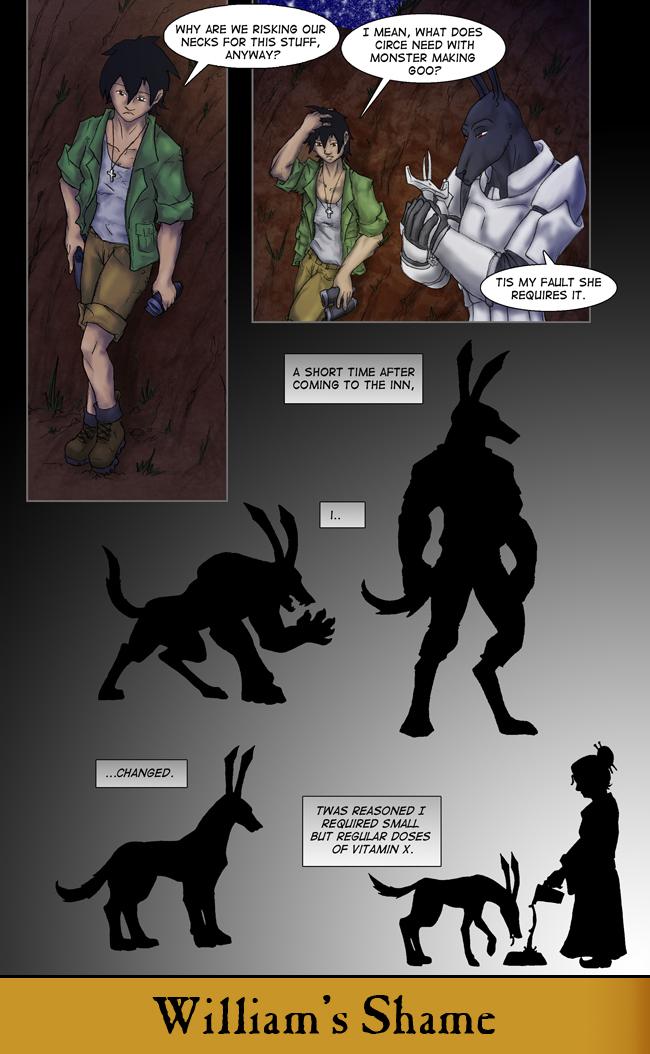 WHY ARE WE RISKING OUR
NECKS FOR THIS STUFF,
ANYWAY?
I MEAN, WHAT DOES
CIRCE NEED WITH
MONSTER MAKING
GOO?
TIS MY FAULT SHE
REQUIRES IT.
A SHORT TIME AFTER
COMING TO THE INN,
I..
...CHANGED.
TWAS REASONED I
REQUIRED SMALL
BUT REGULAR DOSES
OF VITAMIN X.
William's Shame